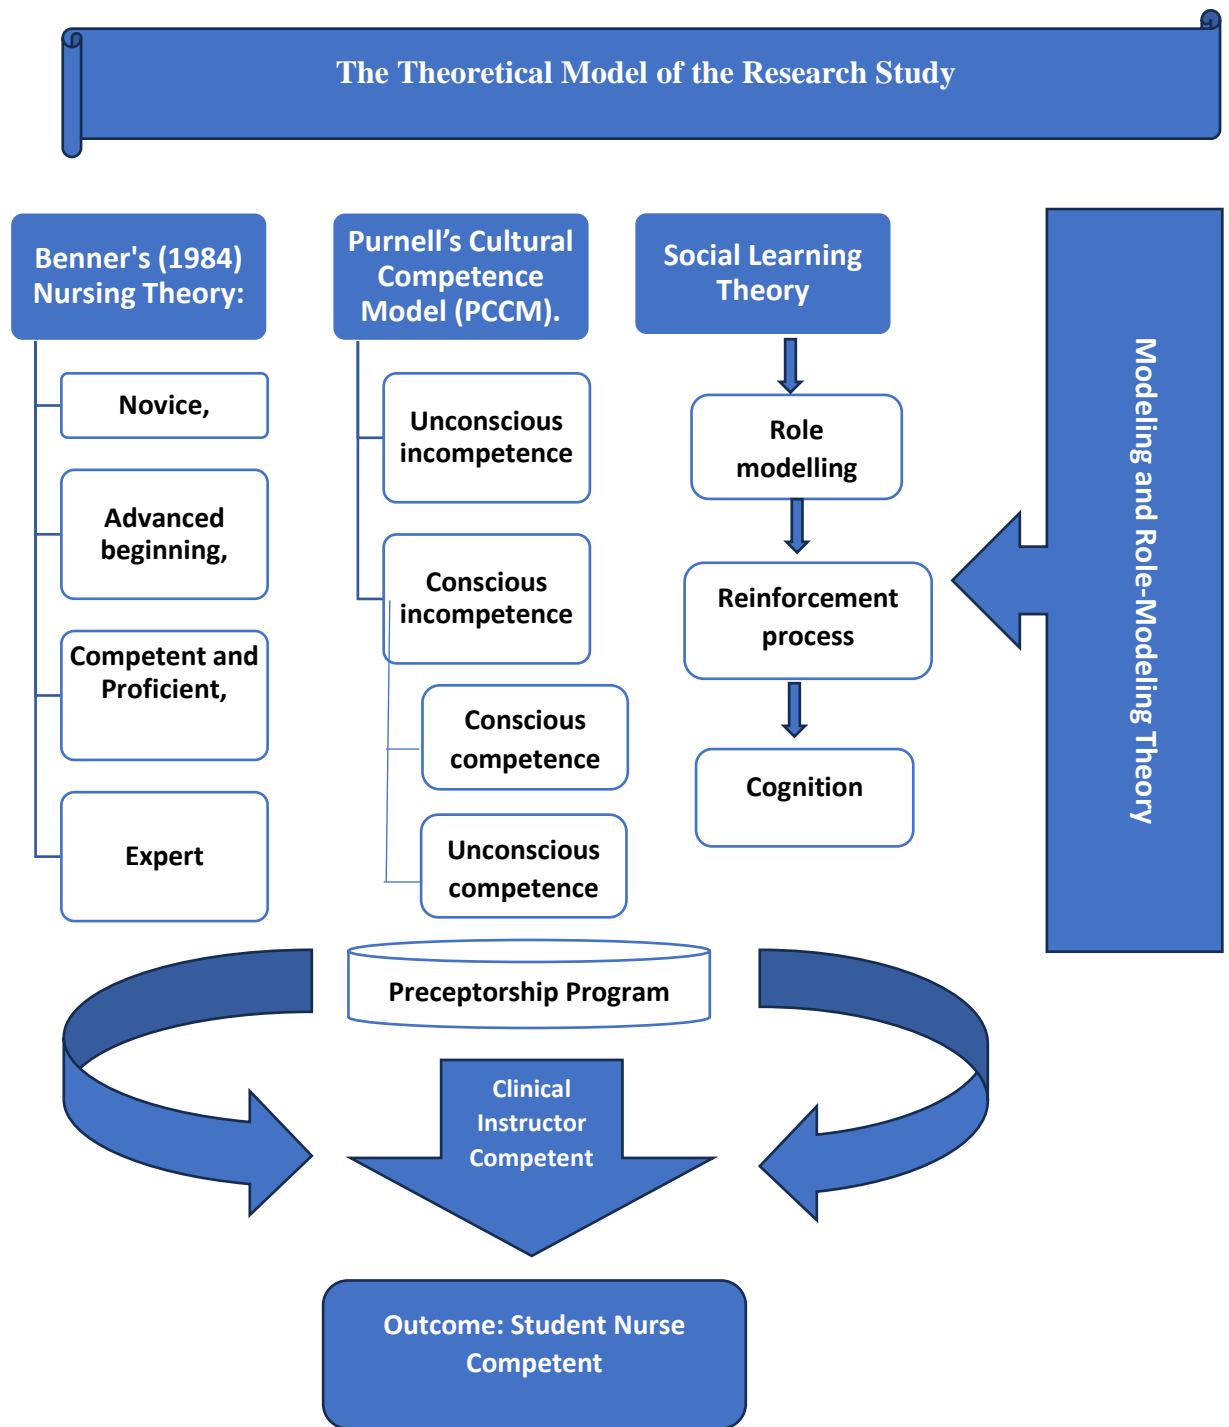 The Theoretical Model of the Research Study
Benner's (1984)
Nursing Theory:
Novice,
Advanced
beginning,
Competent and
Proficient,
Expert
Purnell’s Cultural
Competence
Model (PCCM).
Unconscious
incompetence
Conscious
incompetence
Conscious
competence
Unconscious
competence
Social Learning
Theory
Role
modelling
Reinforcement
process
Cognition
Modeling and Role-Modeling Theory
Preceptorship Program
Clinical
Instructor
Competent
Outcome: Student Nurse
Competent